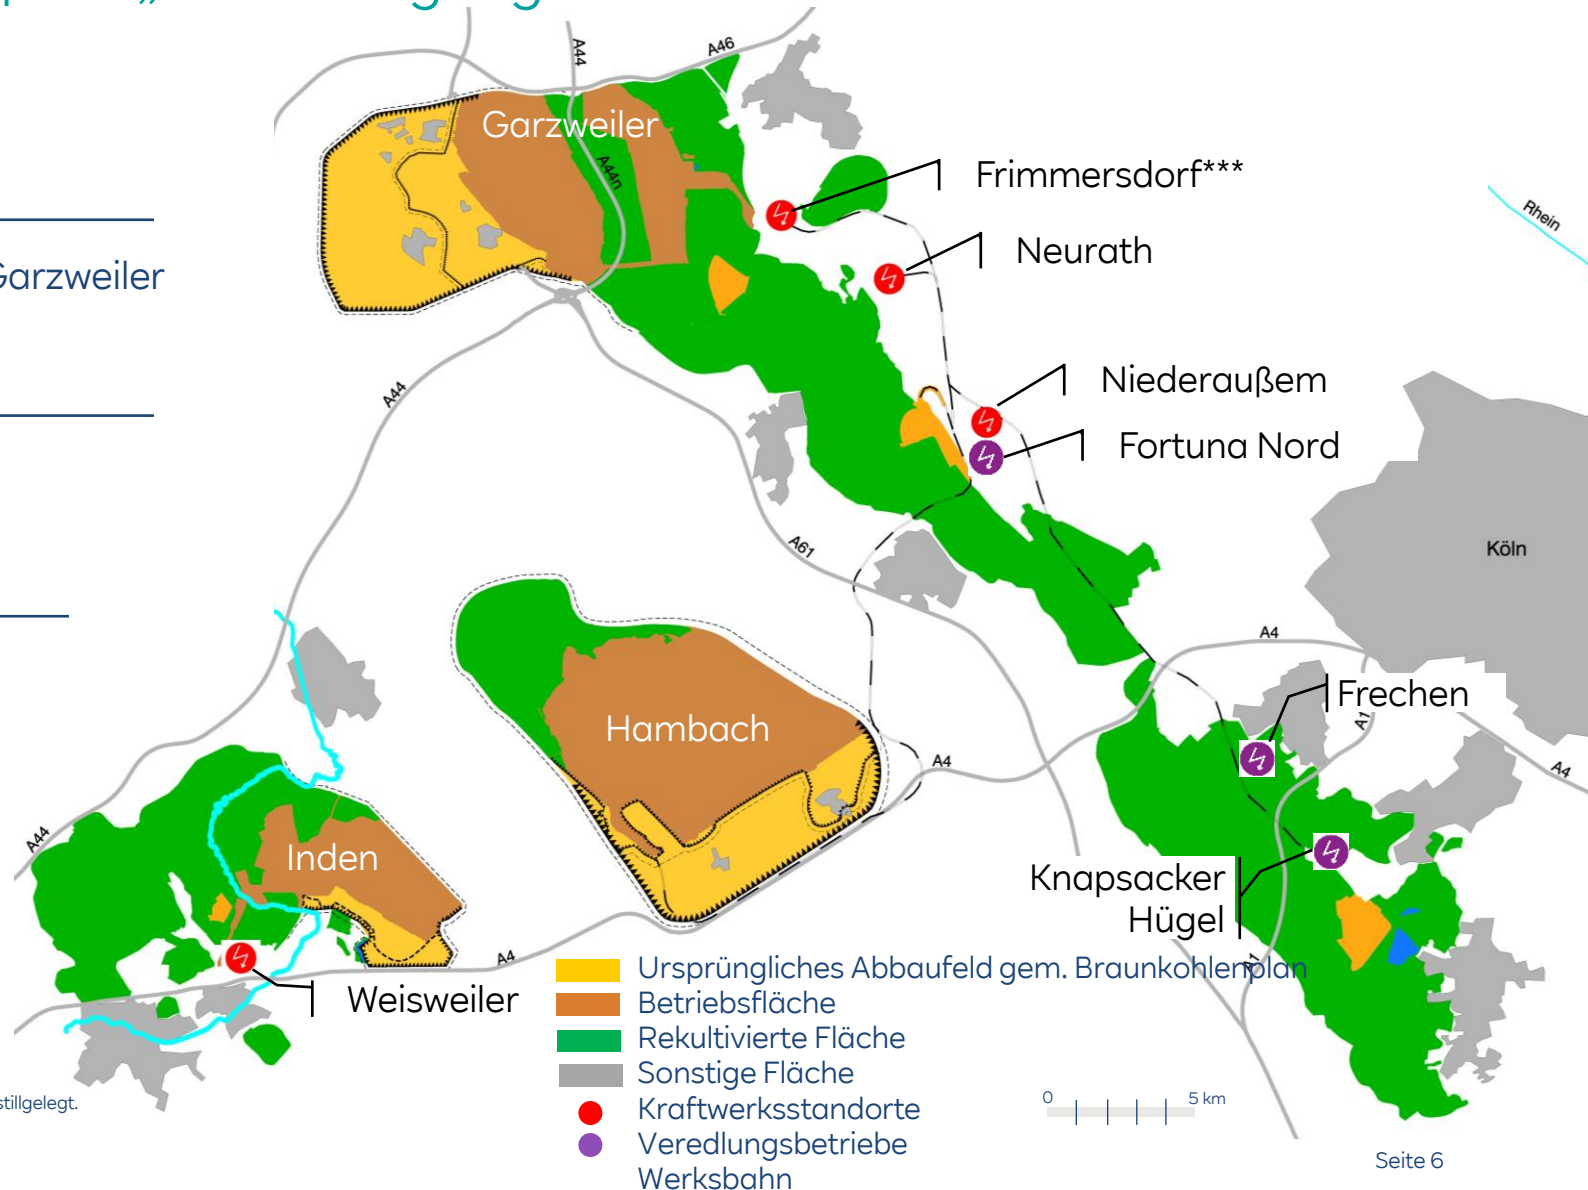 A46
A44
Garzweiler
A44n
Frimmersdorf***
Rhein
Neurath
Garzweiler
Niederaußem
A44
Fortuna Nord
A61
Köln
A4
Frechen
A1
Hambach
A4
A4
A44
Inden
Knapsacker
Hügel
A1
A4
Weisweiler
Ursprüngliches Abbaufeld gem. Braunkohlenplan
Betriebsfläche
Rekultivierte Fläche
Sonstige Fläche
Kraftwerksstandorte
Veredlungsbetriebe
Werksbahn
0 5 km
stillgelegt.
Seite 6